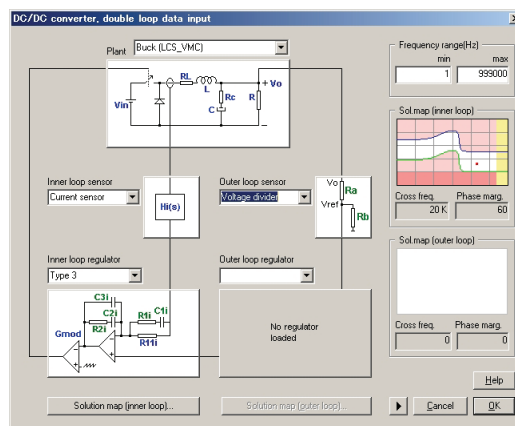 DC/DC converter, double loop data input
Plant Buck (LCS_VMC)
RL
L
+ Vo
Vin
Rc
R
C
Inner loop sensor
Current sensor
Hi(s)
Outer loop sensor
Voltage divider
Vo
Ra
Vref
Rb
Inner loop regulator
Type 3
Outer loop regulator
C3i
C2i
R2i
Gmod
R1i
C1i
R11i
No regulator
loaded
Solution map (inner loop)...
Solution map (outer loop)...
Frequency range(Hz)
min max
1 999000
Sol.map (inner loop)
Cross freq. Phase marg.
20 K 60
Sol.map (outer loop)
Cross freq. Phase marg.
0 0
Help
Cancel
OK